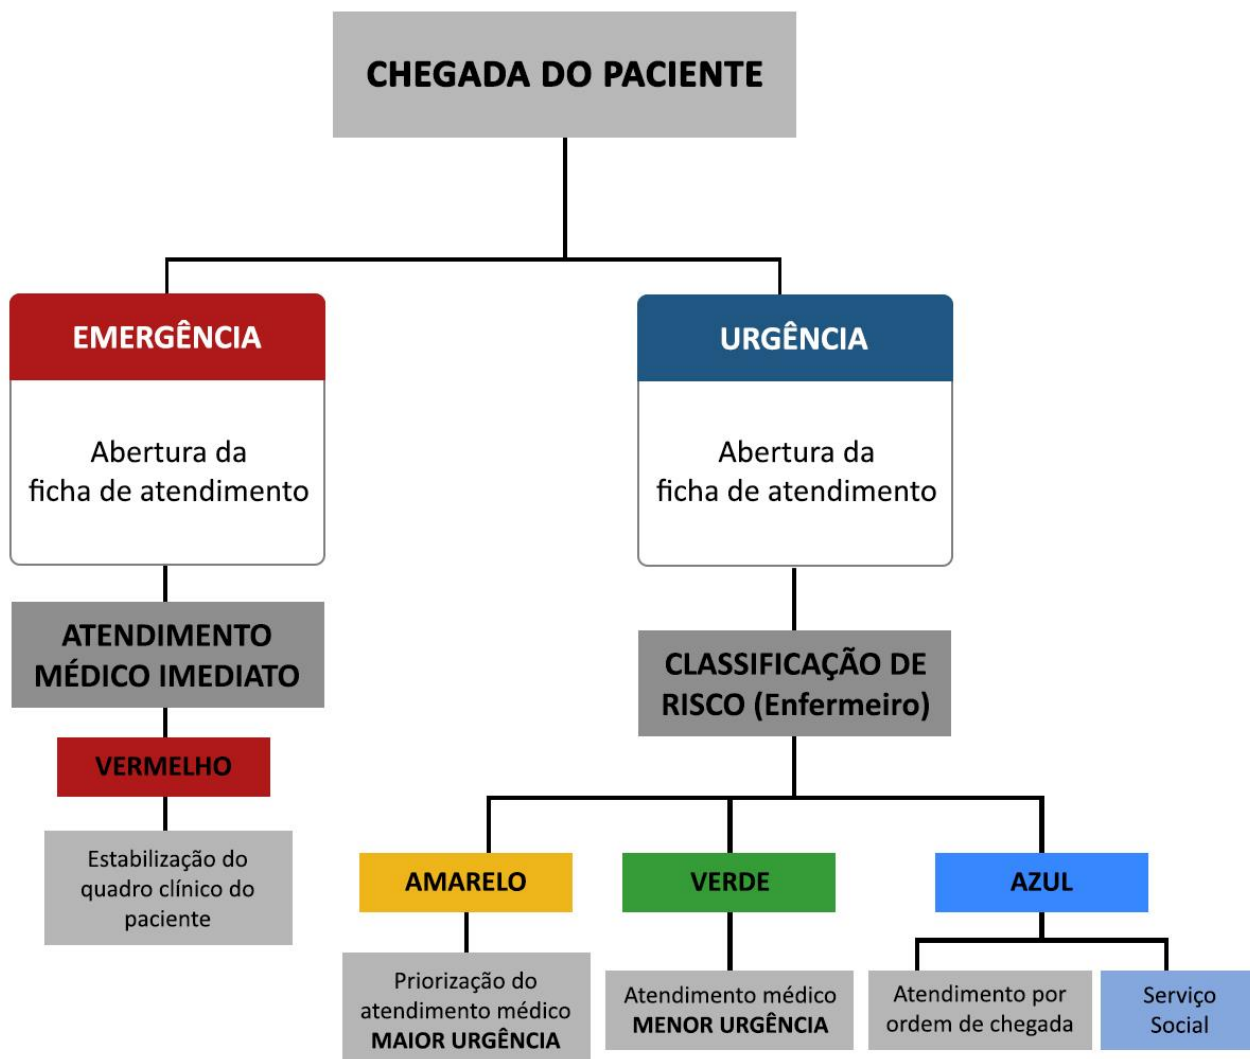 CHEGADA DO PACIENTE
EMERGÊNCIA
Abertura da
ficha de atendimento
ATENDIMENTO
MÉDICO IMEDIATO
VERMELHO
Estabilização do
quadro clínico do
paciente
URGÊNCIA
Abertura da
ficha de atendimento
CLASSIFICAÇÃO DE
RISCO (Enfermeiro)
AMARELO
Priorização do
atendimento médico
MAIOR URGÊNCIA
VERDE
Atendimento médico
MENOR URGÊNCIA
AZUL
Atendimento por
ordem de chegada
Serviço
Social